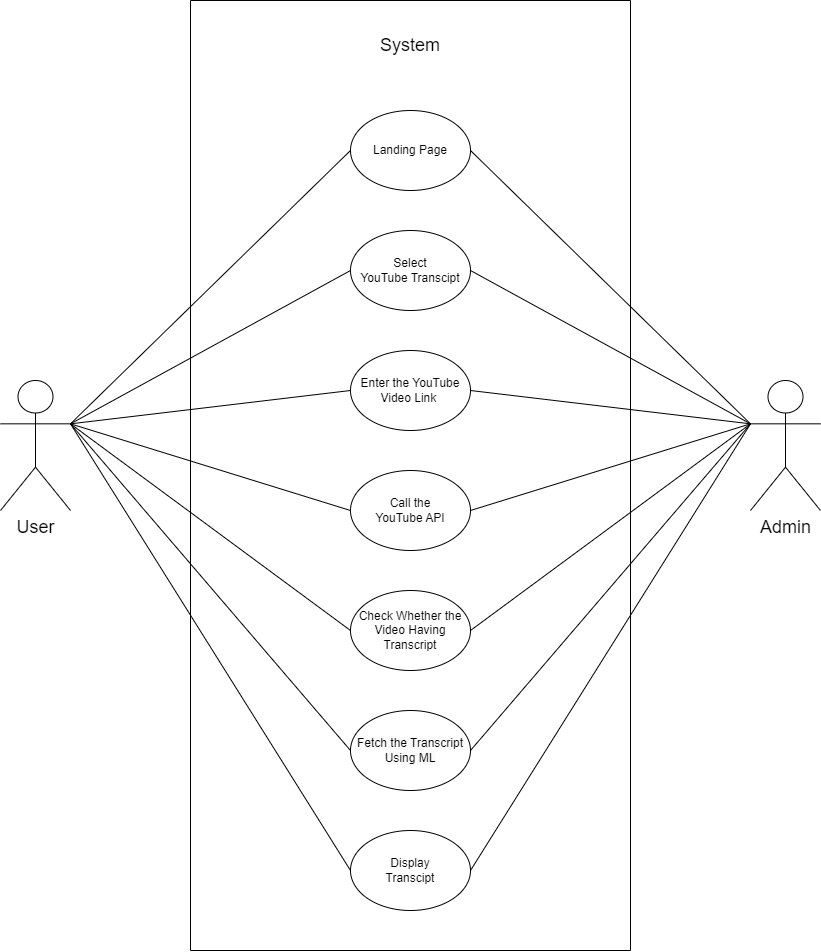 System
Landing Page
Select
YouTube Transcipt
Enter the YouTube
Video Link
Call the
YouTube API
User
Admin
Check Whether the
Video Having
Transcript
Fetch the Transcript
Using ML
Display
Transcipt